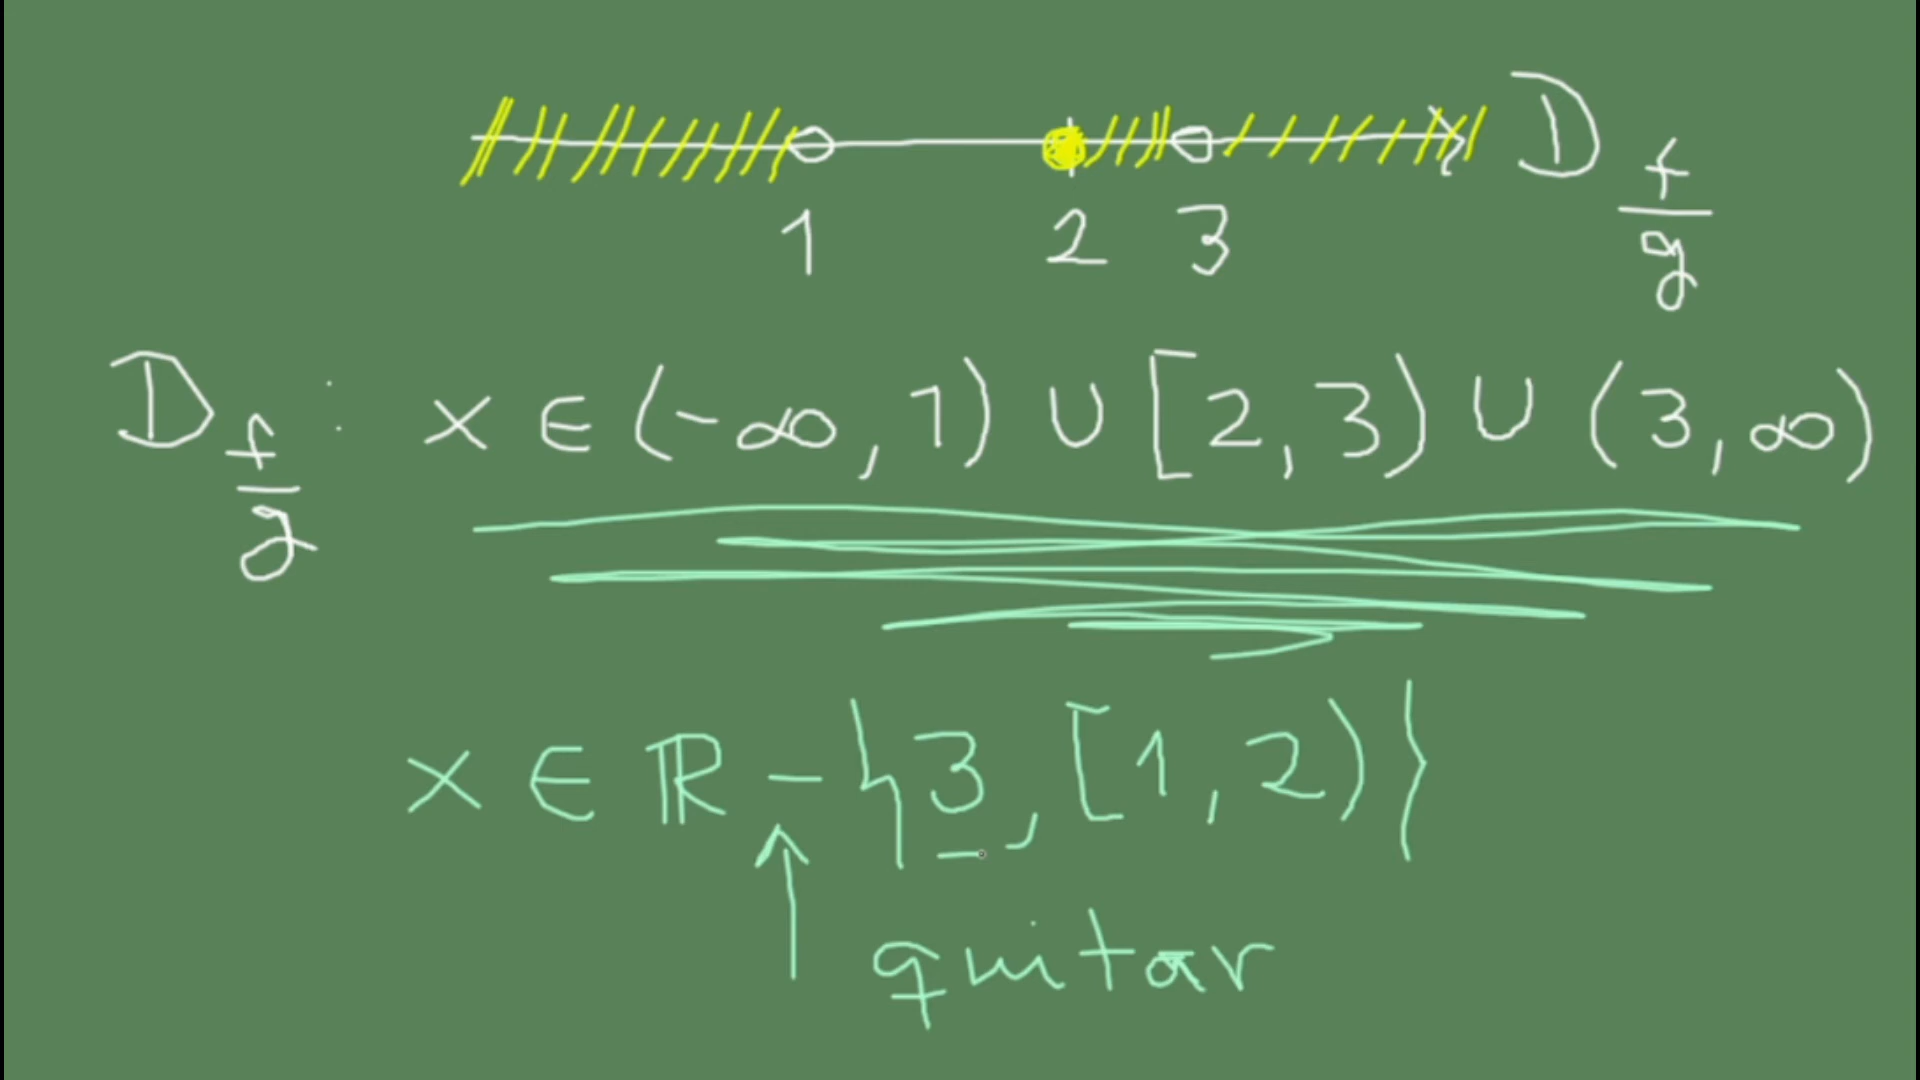 D f/g
1 2 3
D f/g : x ∈ (-∞, 1) ∪ [2, 3) ∪ (3, ∞)
x ∈ ℝ - {3, [1, 2)}
quitar